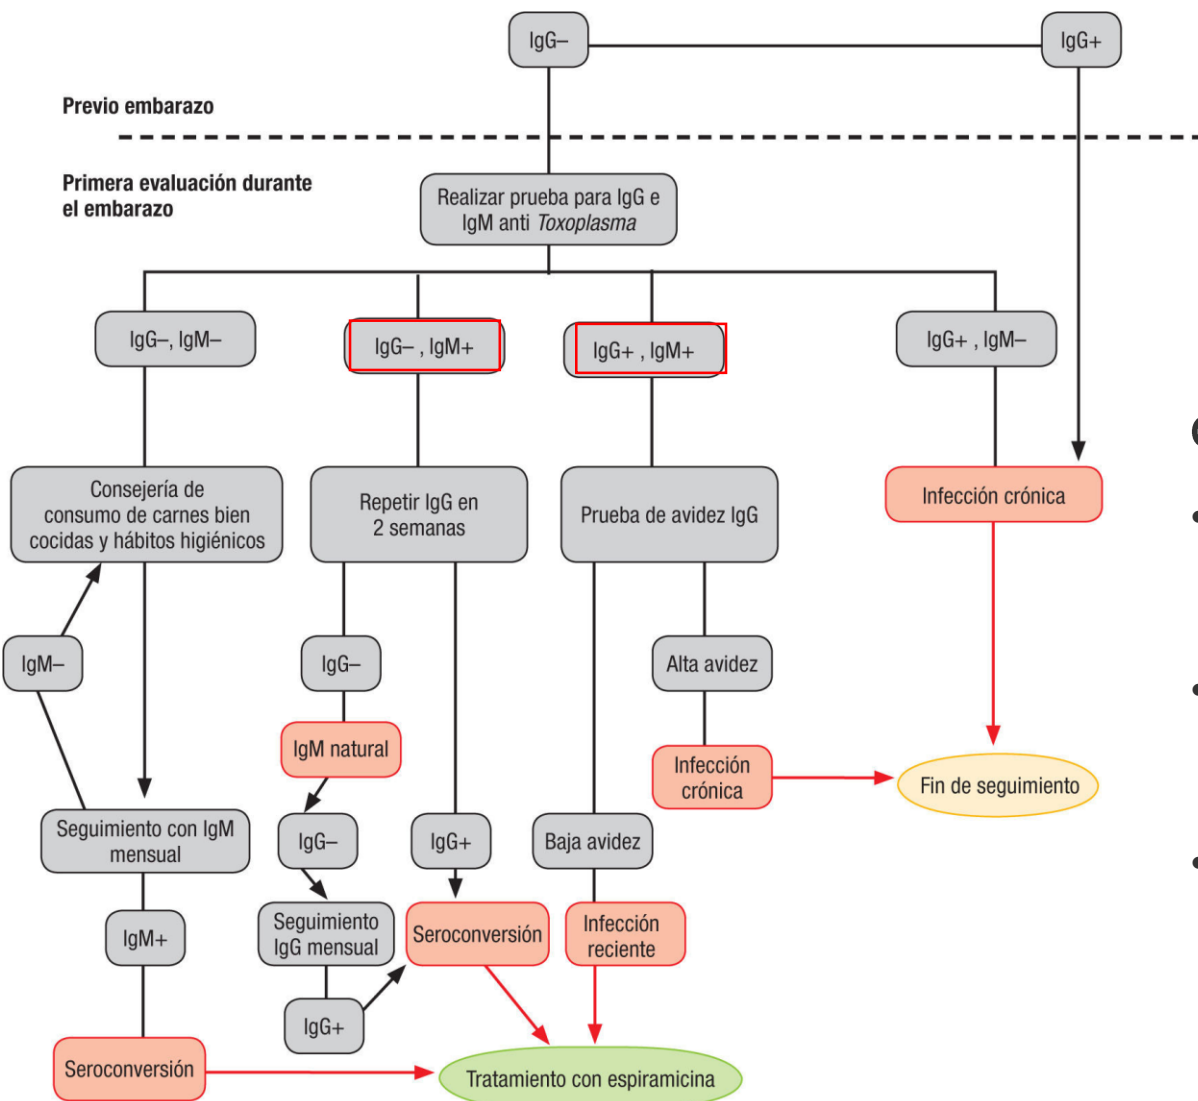 IgG–
IgG+
Previo embarazo
Primera evaluación durante
el embarazo
Realizar prueba para IgG e
IgM anti Toxoplasma
IgG–, IgM–
IgG– , IgM+
IgG+ , IgM+
IgG+ , IgM–
Consejería de
consumo de carnes bien
cocidas y hábitos higiénicos
Repetir IgG en
2 semanas
Prueba de avidez IgG
Infección crónica
IgM–
IgG–
Alta avidez
IgM natural
Infección
crónica
Fin de seguimiento
Seguimiento con IgM
mensual
IgG–
IgG+
Baja avidez
IgM+
Seguimiento
IgG mensual
Seroconversión
Infección
reciente
IgG+
Seroconversión
Tratamiento con espiramicina